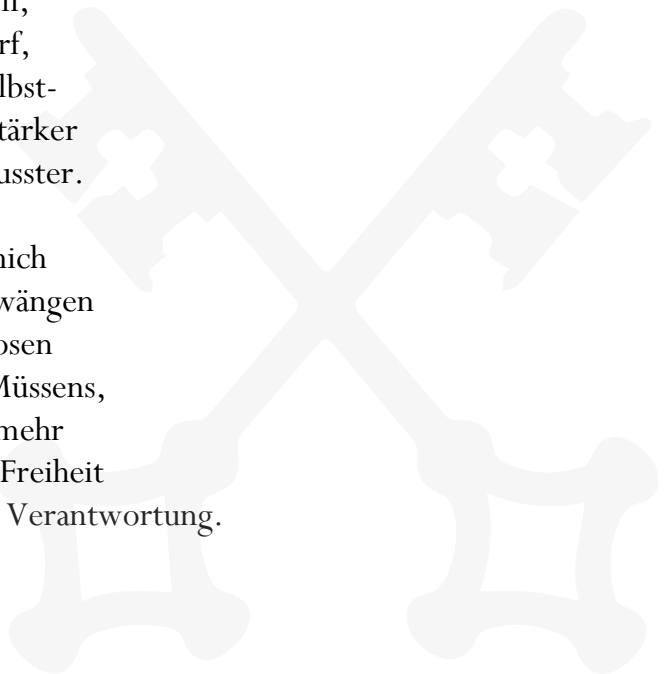 rf,
lbst-
tärker
usster.
nich
wängen
osen
Müssens,
mehr
Freiheit
Verantwortung.